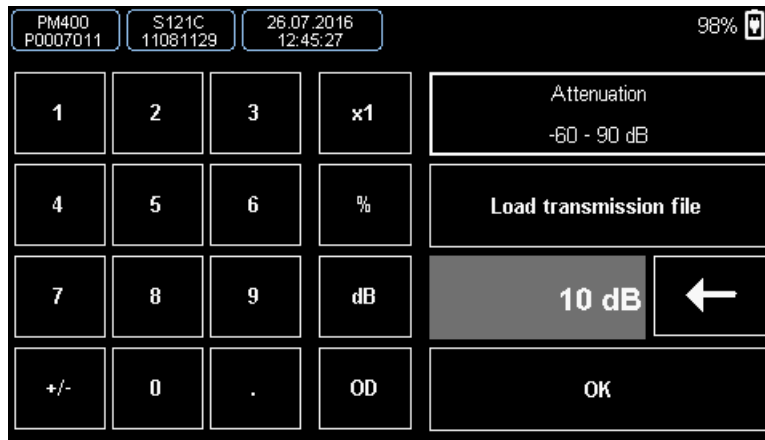 PM400
P0007011
S121C
11081129
26.07.2016
12:45:27
98%
1
2
3
x1
Attenuation
-60 - 90 dB
4
5
6
%
Load transmission file
7
8
9
dB
10 dB
+/-
0
.
OD
OK